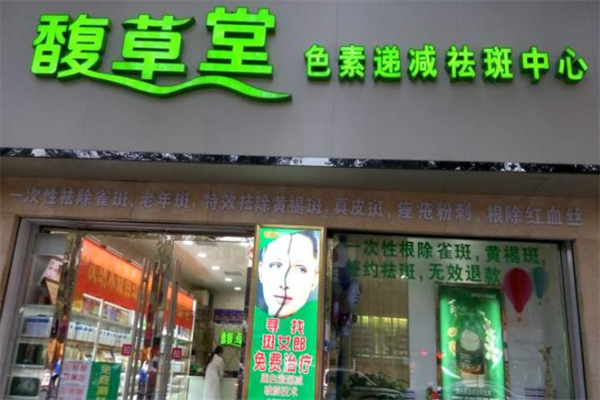 馥草堂
色素递减祛斑中心
一次性祛除雀斑,老年斑,特效祛除黄褐斑,真皮斑,痤疮粉刺,根除红血丝
一次性根除雀斑,黄褐斑,
签约祛斑,无效退款
寻找
斑女郎
免费治疗